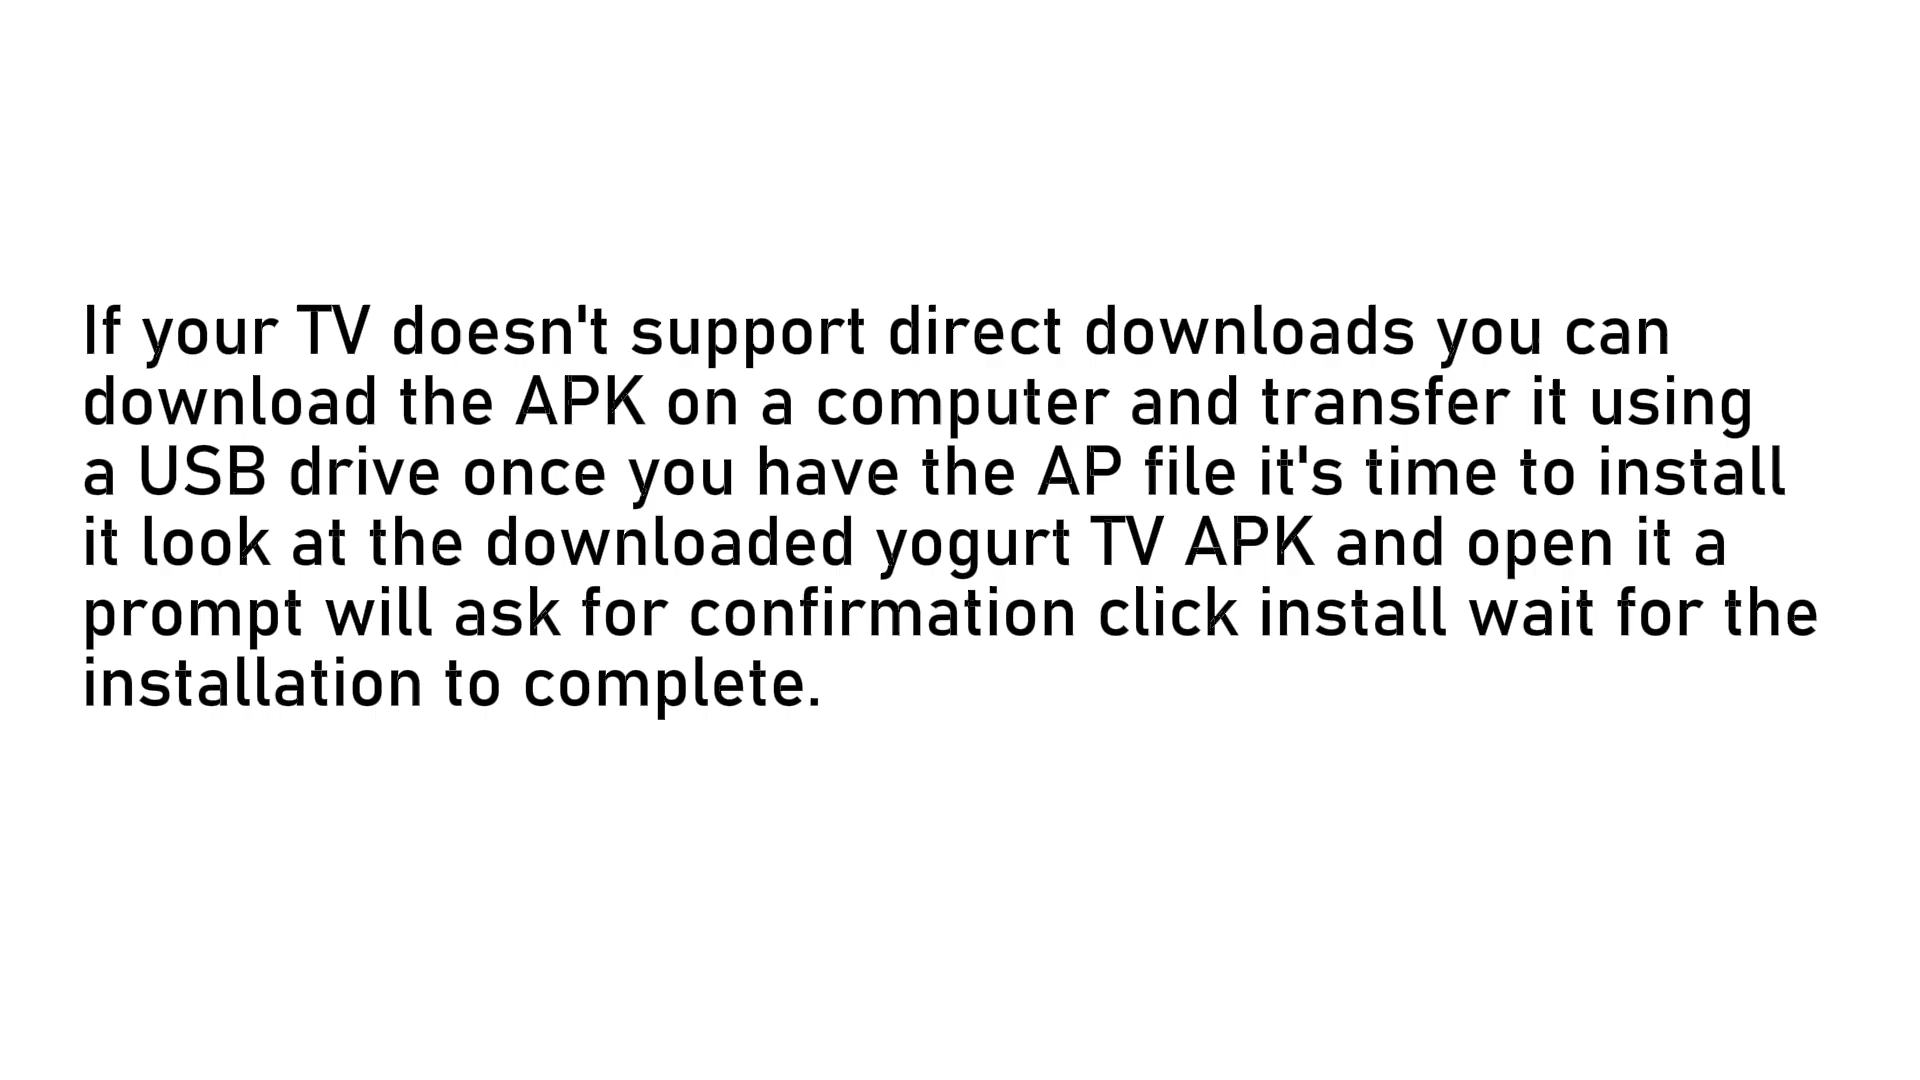 If your TV doesn't support direct downloads you can
download the APK on a computer and transfer it using
a USB drive once you have the AP file it's time to install
it look at the downloaded yogurt TV APK and open it a
prompt will ask for confirmation click install wait for the
installation to complete.